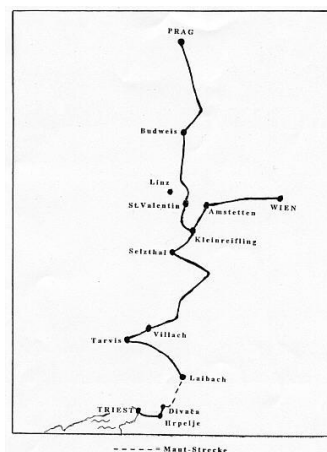 PRAG
Budweis
Linz
St.Valentin
Amstetten
WIEN
Kleinreifling
Selzthal
Villach
Tarvis
Laibach
TRIEST
Divača
Hrpelje
Maut-Strecke